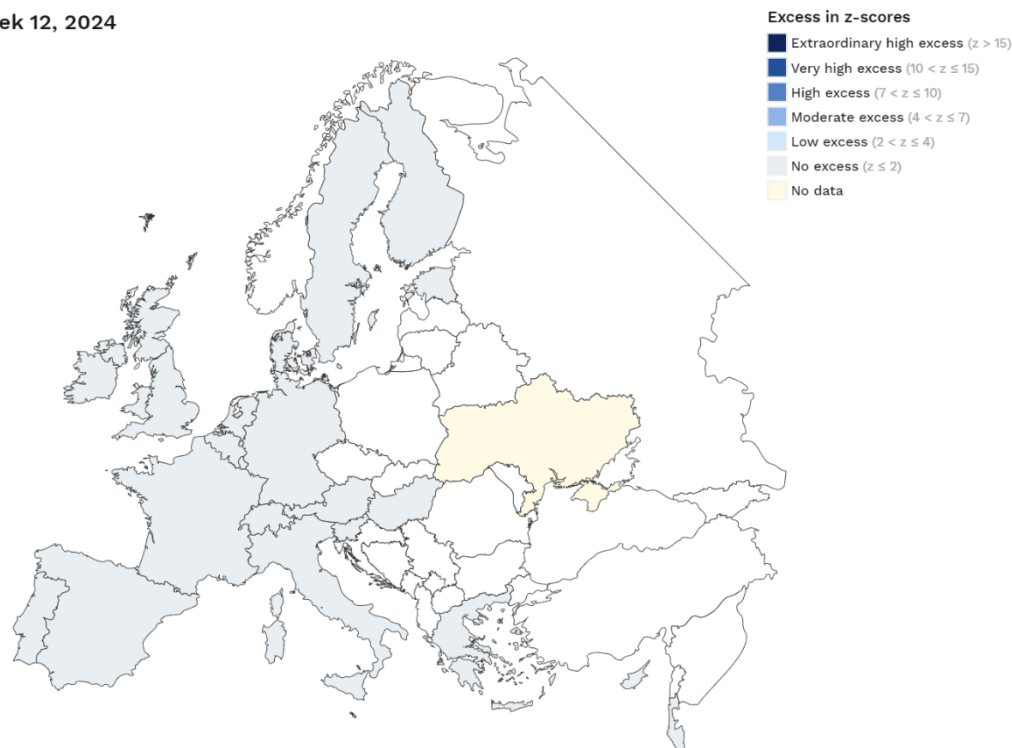 ek 12, 2024
Excess in z-scores
Extraordinary high excess (z > 15)
Very high excess (10 < z ≤ 15)
High excess (7 < z ≤ 10)
Moderate excess (4 < z ≤ 7)
Low excess (2 < z ≤ 4)
No excess (z ≤ 2)
No data